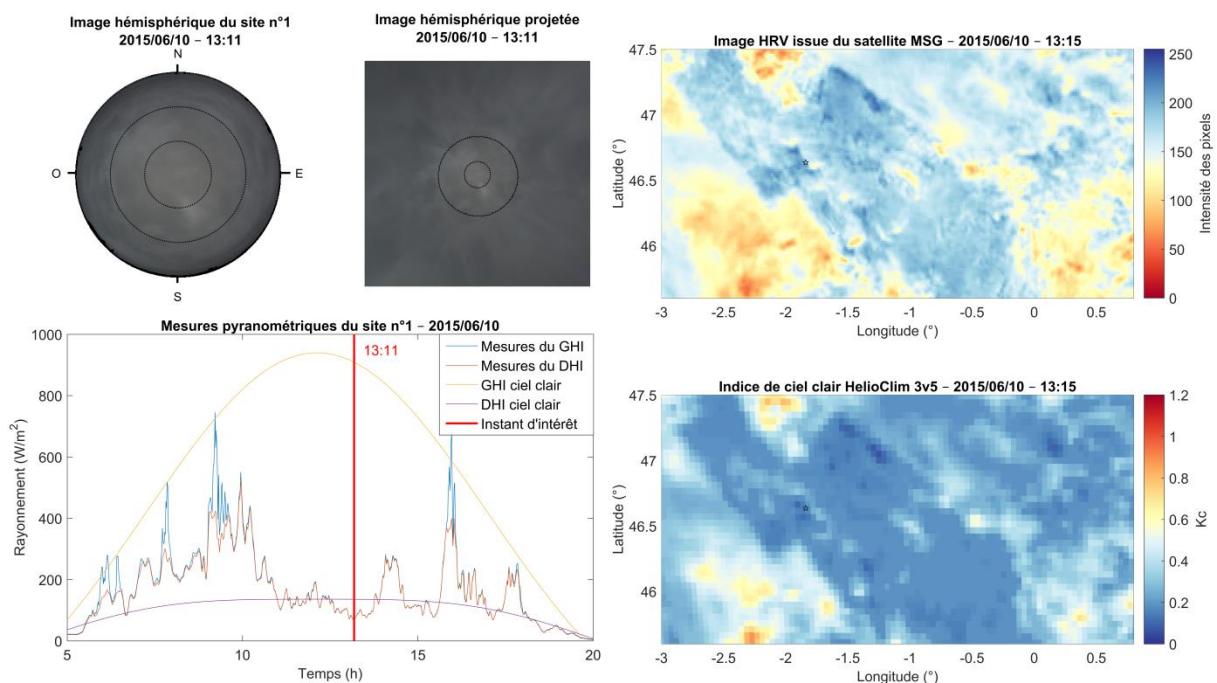 Image hémisphérique du site n°1
2015/06/10 – 13:11
N
O
E
S
Image hémisphérique projetée
2015/06/10 – 13:11
Image HRV issue du satellite MSG – 2015/06/10 – 13:15
47.5
47
46.5
46
Latitude (°)
-3
-2.5
-2
-1.5
-1
-0.5
0
0.5
Longitude (°)
250
200
150
100
50
0
Intensité des pixels
Mesures pyranométriques du site n°1 – 2015/06/10
1000
800
600
400
200
0
Rayonnement (W/m²)
13:11
Mesures du GHI
Mesures du DHI
GHI ciel clair
DHI ciel clair
Instant d'intérêt
5
10
15
20
Temps (h)
Indice de ciel clair HelioClim 3v5 – 2015/06/10 – 13:15
47.5
47
46.5
46
Latitude (°)
-3
-2.5
-2
-1.5
-1
-0.5
0
0.5
Longitude (°)
1.2
1
0.8
0.6
0.4
0.2
0
Kc